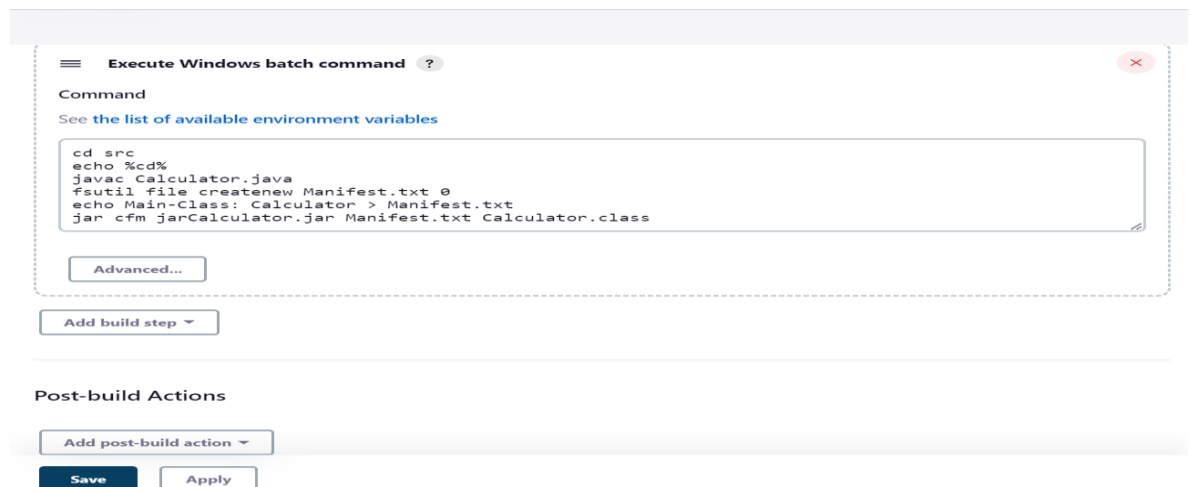 Execute Windows batch command ?
Command
See the list of available environment variables
cd src
echo %cd%
javac Calculator.java
fsutil file createnew Manifest.txt 0
echo Main-Class: Calculator > Manifest.txt
jar cfm jarCalculator.jar Manifest.txt Calculator.class
Advanced...
Add build step
Post-build Actions
Add post-build action
Save Apply